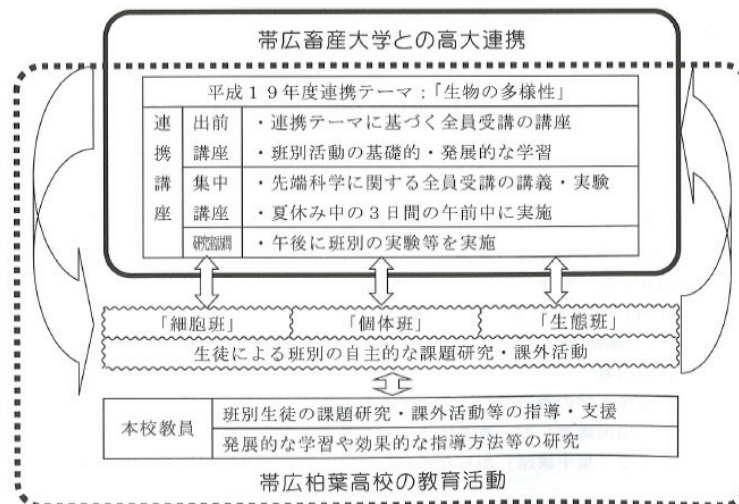 帯広畜産大学との高大連携
平成１９年度連携テーマ：「生物の多様性」
連携講座
出前講座
・連携テーマに基づく全員受講の講座
・班別活動の基礎的・発展的な学習
集中講座
・先端科学に関する全員受講の講義・実験
・夏休み中の３日間の午前中に実施
・午後に班別の実験等を実施
「細胞班」 「個体班」 「生態班」
生徒による班別の自主的な課題研究・課外活動
本校教員
班別生徒の課題研究・課外活動等の指導・支援
発展的な学習や効果的な指導方法等の研究
帯広柏葉高校の教育活動